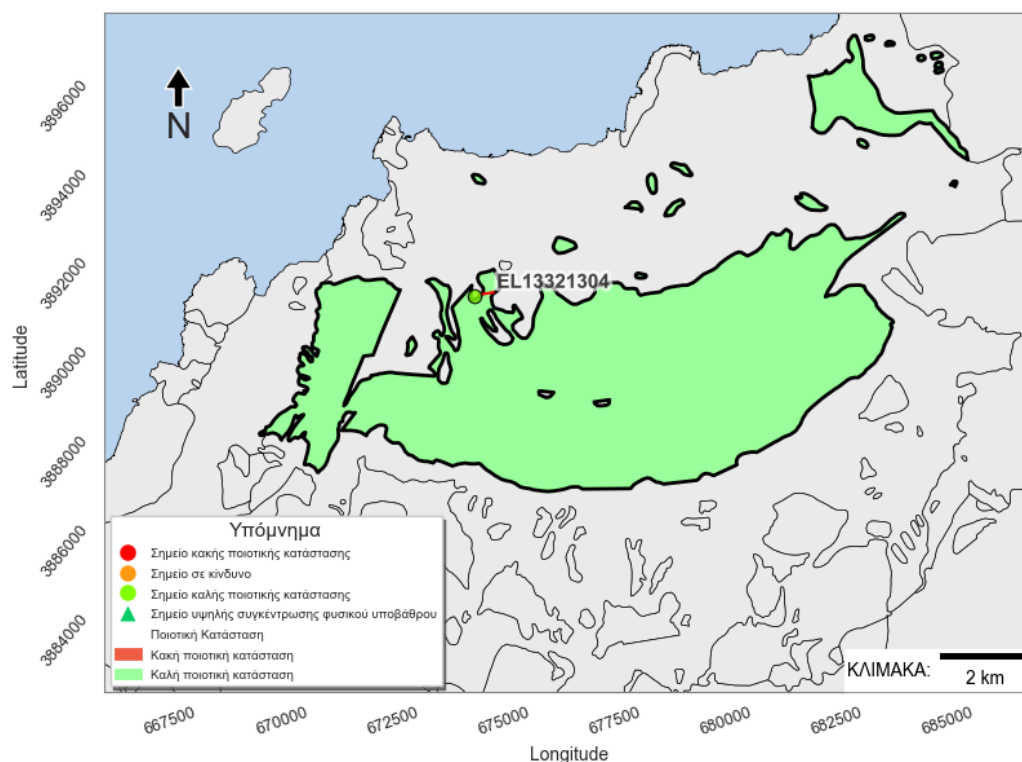 N
EL13321304
3896000
3894000
3892000
3890000
3888000
3886000
3884000
Latitude
Υπόμνημα
Σημείο κακής ποιοτικής κατάστασης
Σημείο σε κίνδυνο
Σημείο καλής ποιοτικής κατάστασης
Σημείο υψηλής συγκέντρωσης φυσικού υποβάθρου
Ποιοτική Κατάσταση
Κακή ποιοτική κατάσταση
Καλή ποιοτική κατάσταση
ΚΛΙΜΑΚΑ:
2 km
667500
670000
672500
675000
677500
680000
682500
685000
Longitude